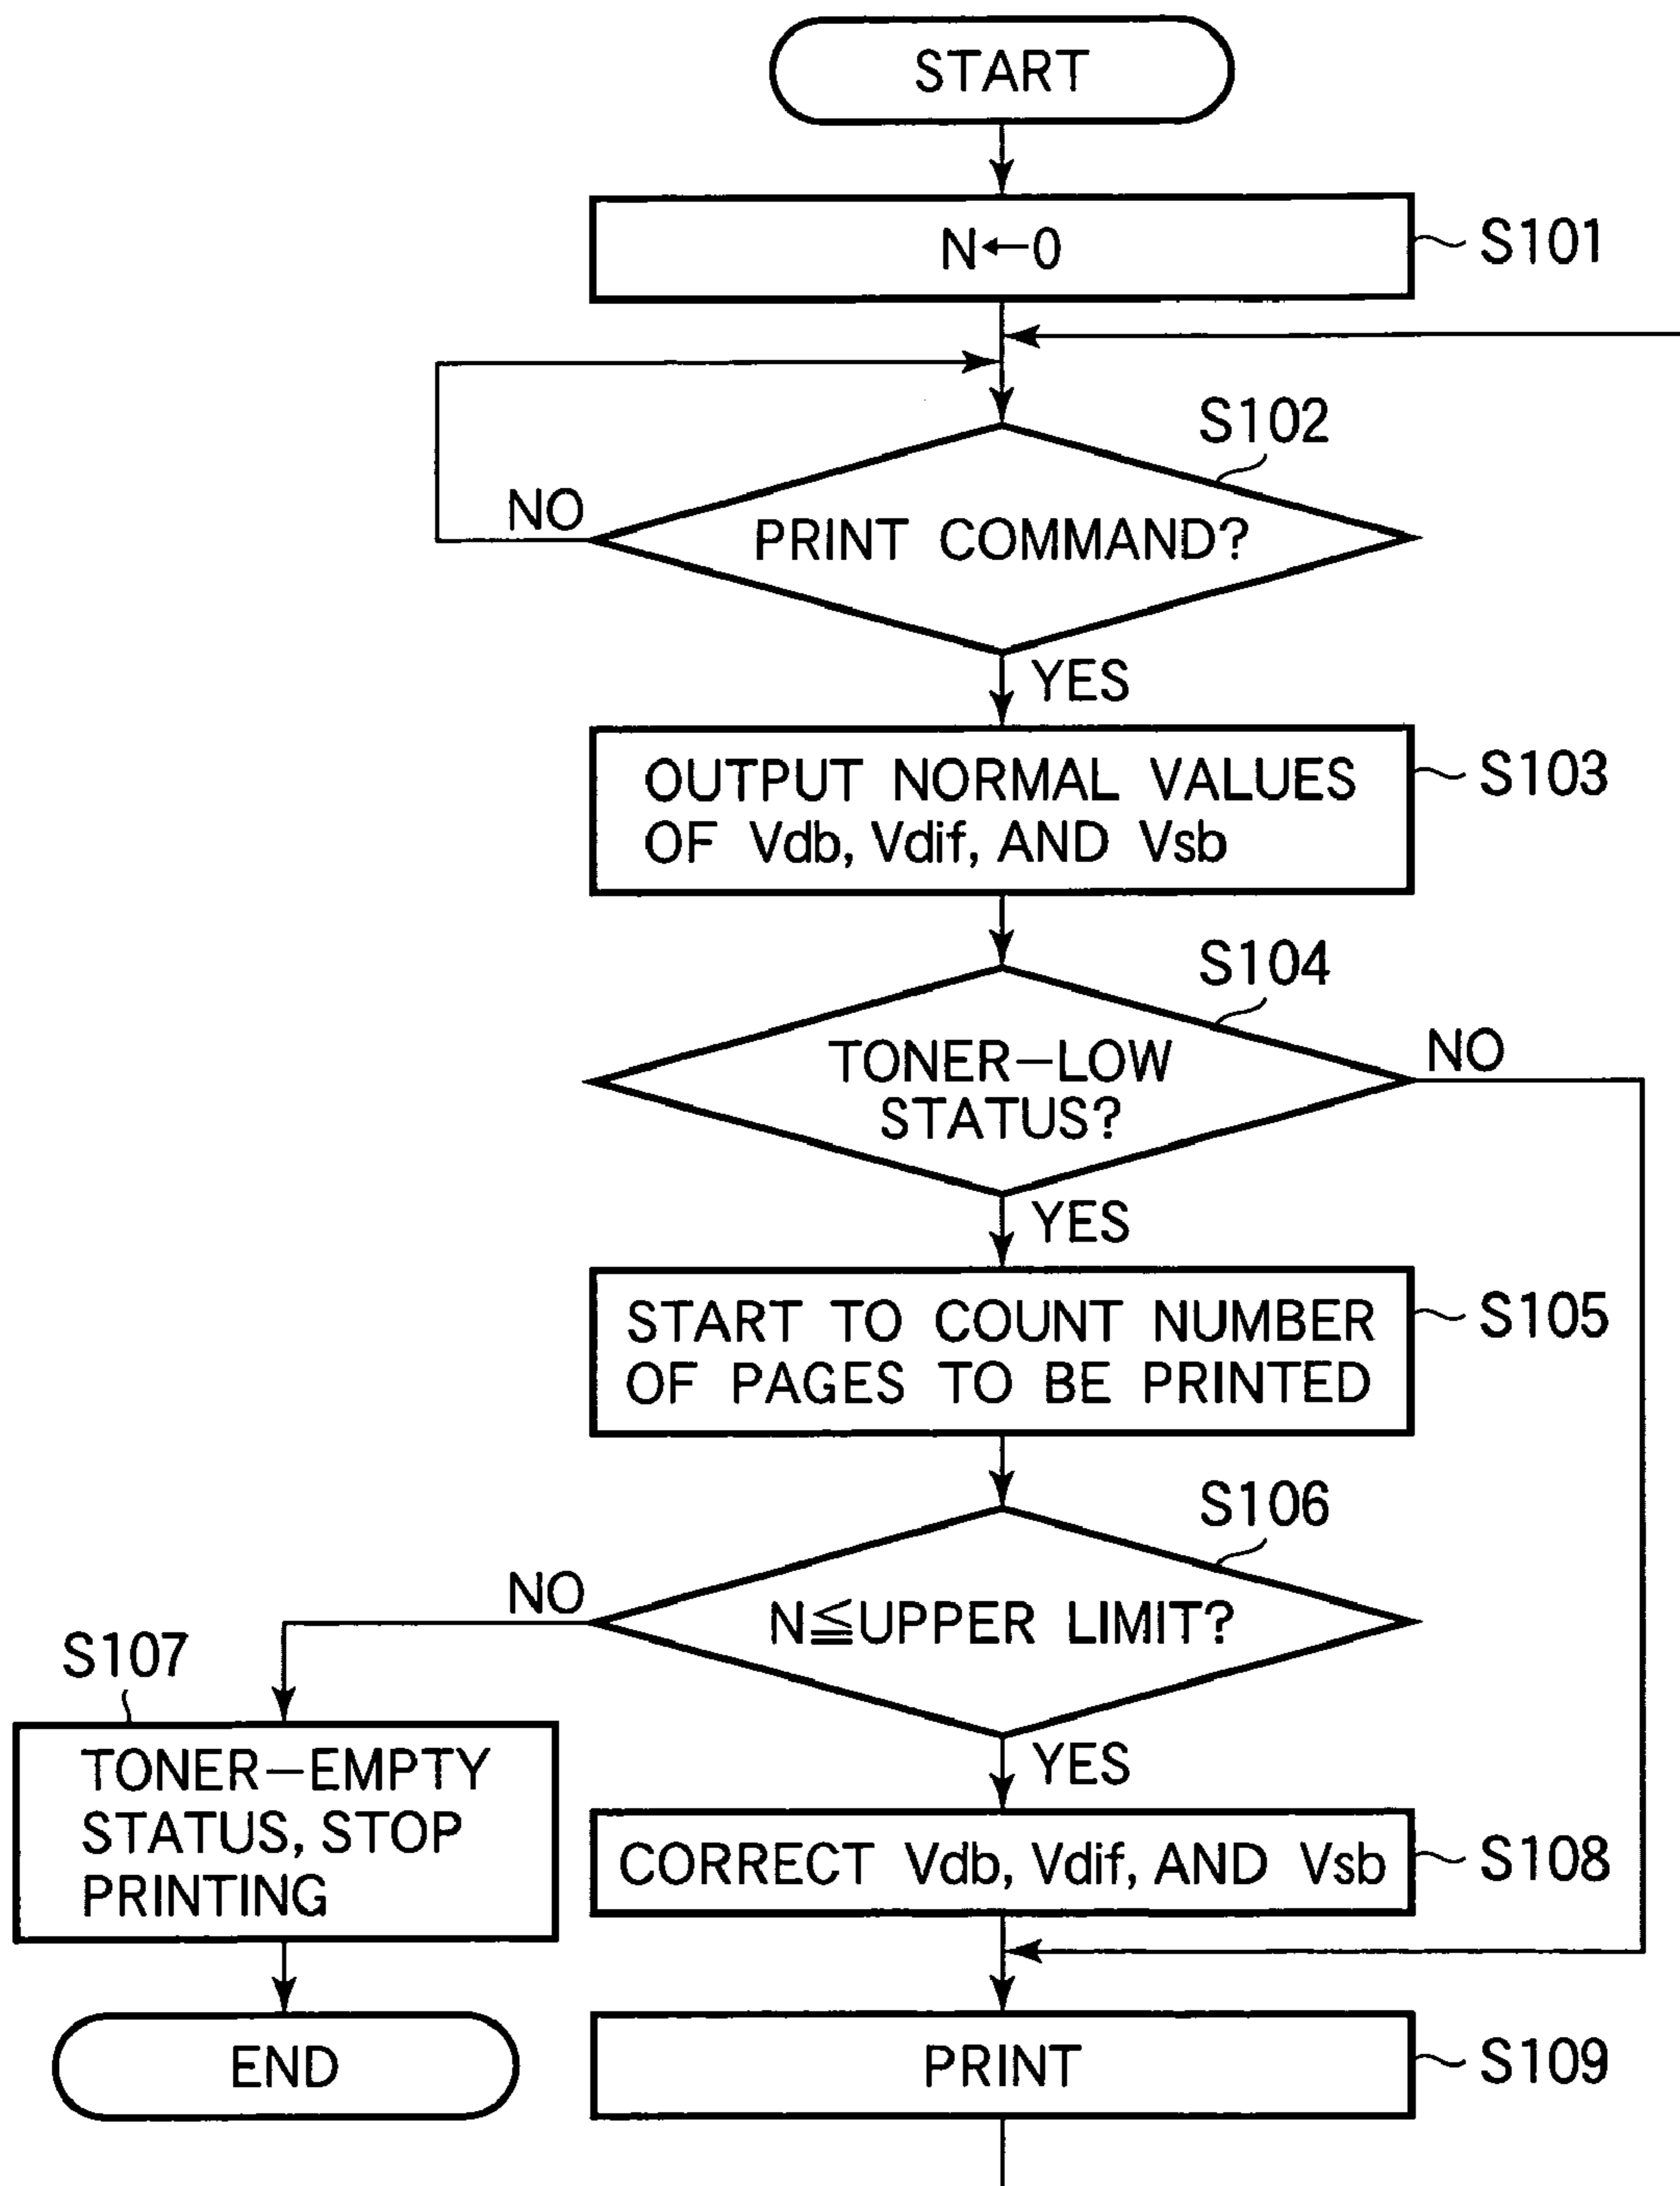 START
N←0
S101
S102
NO
PRINT COMMAND?
YES
OUTPUT NORMAL VALUES
OF Vdb, Vdif, AND Vsb
S103
S104
TONER-LOW
STATUS?
NO
YES
START TO COUNT NUMBER
OF PAGES TO BE PRINTED
S105
S106
NO
N≦UPPER LIMIT?
S107
TONER-EMPTY
STATUS, STOP
PRINTING
YES
CORRECT Vdb, Vdif, AND Vsb
S108
END
PRINT
S109